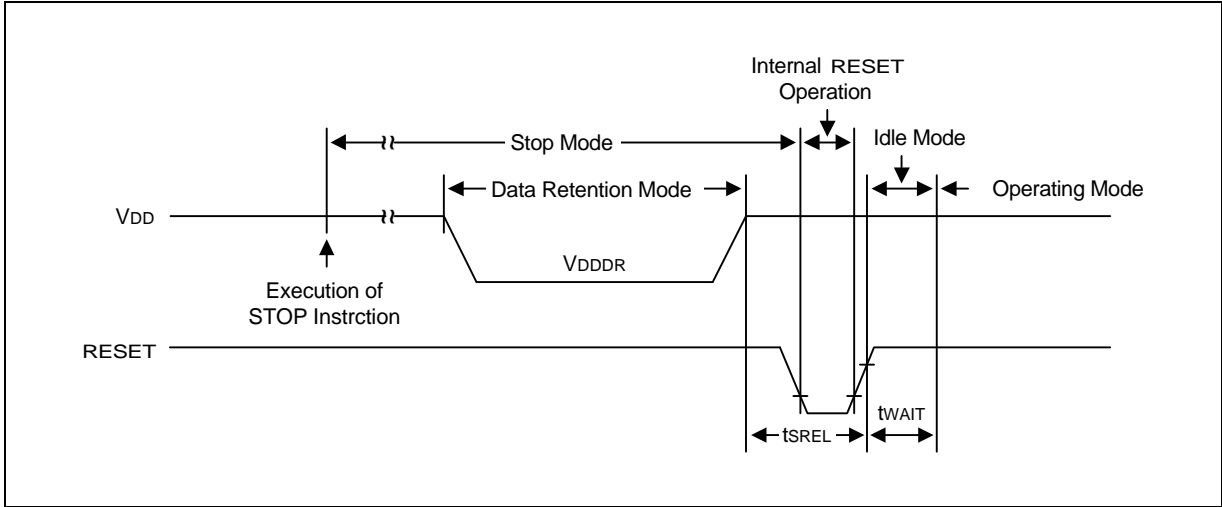 Internal RESET
Operation
Idle Mode
Stop Mode
Data Retention Mode
Operating Mode
VDD
VDDDR
Execution of
STOP Instrction
RESET
tSREL
tWAIT